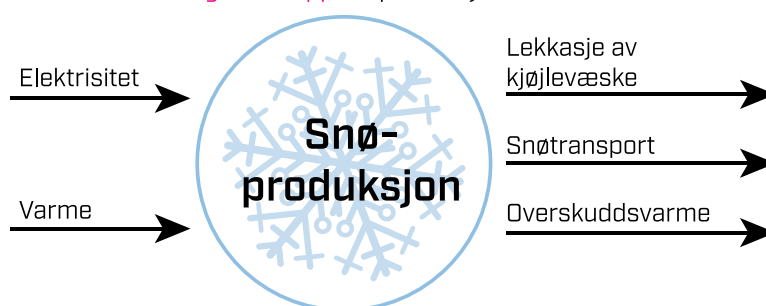 Elektrisitet
Varme
Snø-
produksjon
Lekkasje av
kjøjlevæske
Snøtransport
Overskuddsvarme